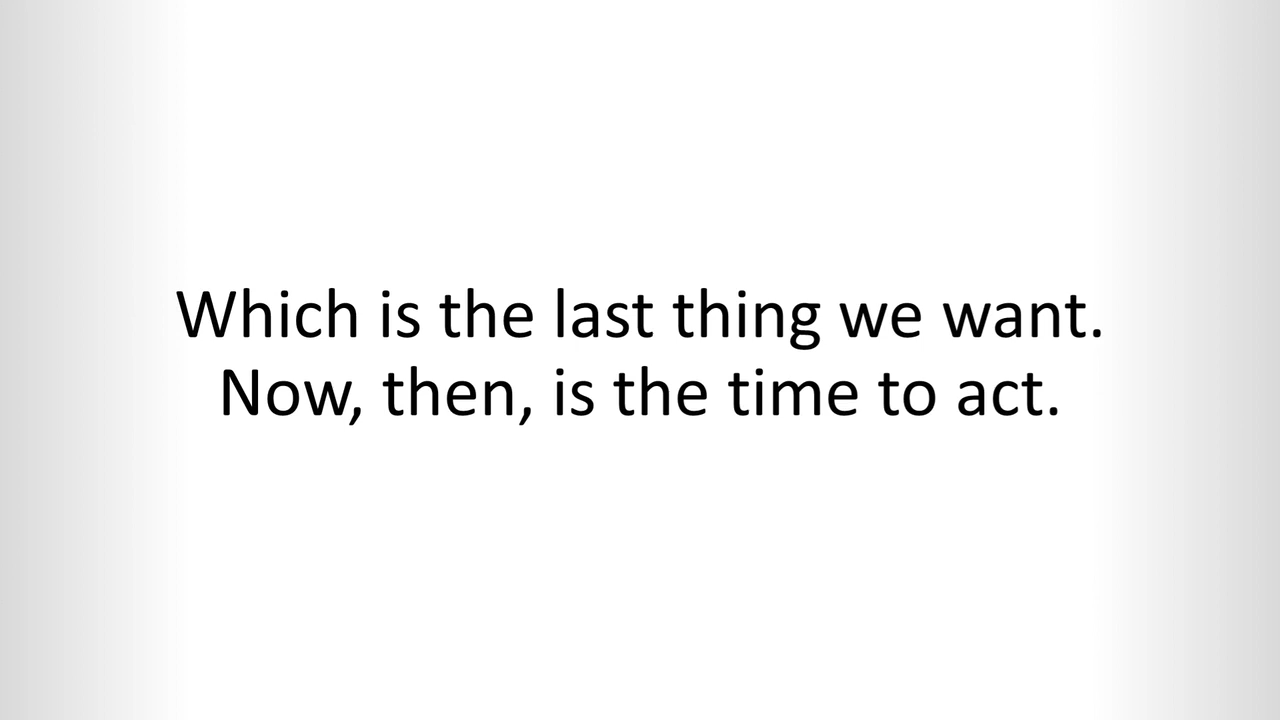 Which is the last thing we want.
Now, then, is the time to act.